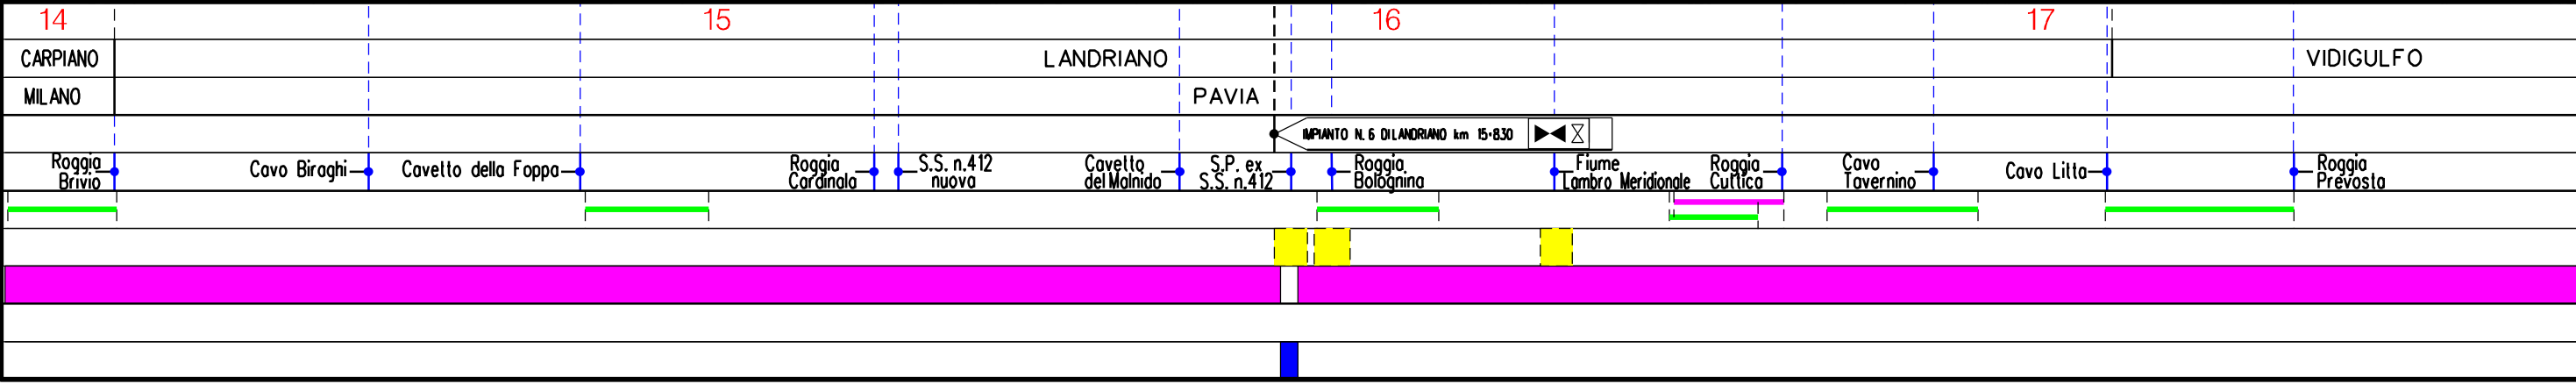 14 15 16 17
CARPIANO LANDRIANO VIDIGULFO
MILANO PAVIA
IMPIANTO N. 6 DI LANDRIANO km 15+830
Roggia
Brivio
Cavo Biraghi
Cavetto della Foppa
Roggia
Cardinala
S.S. n.412
nuova
Cavetto
del Malnido
S.P. ex
S.S. n.412
Roggia
Bolognina
Fiume
Lambro Meridionale
Roggia
Cuttica
Cavo
Tavernino
Cavo Litta
Roggia
Prevosta